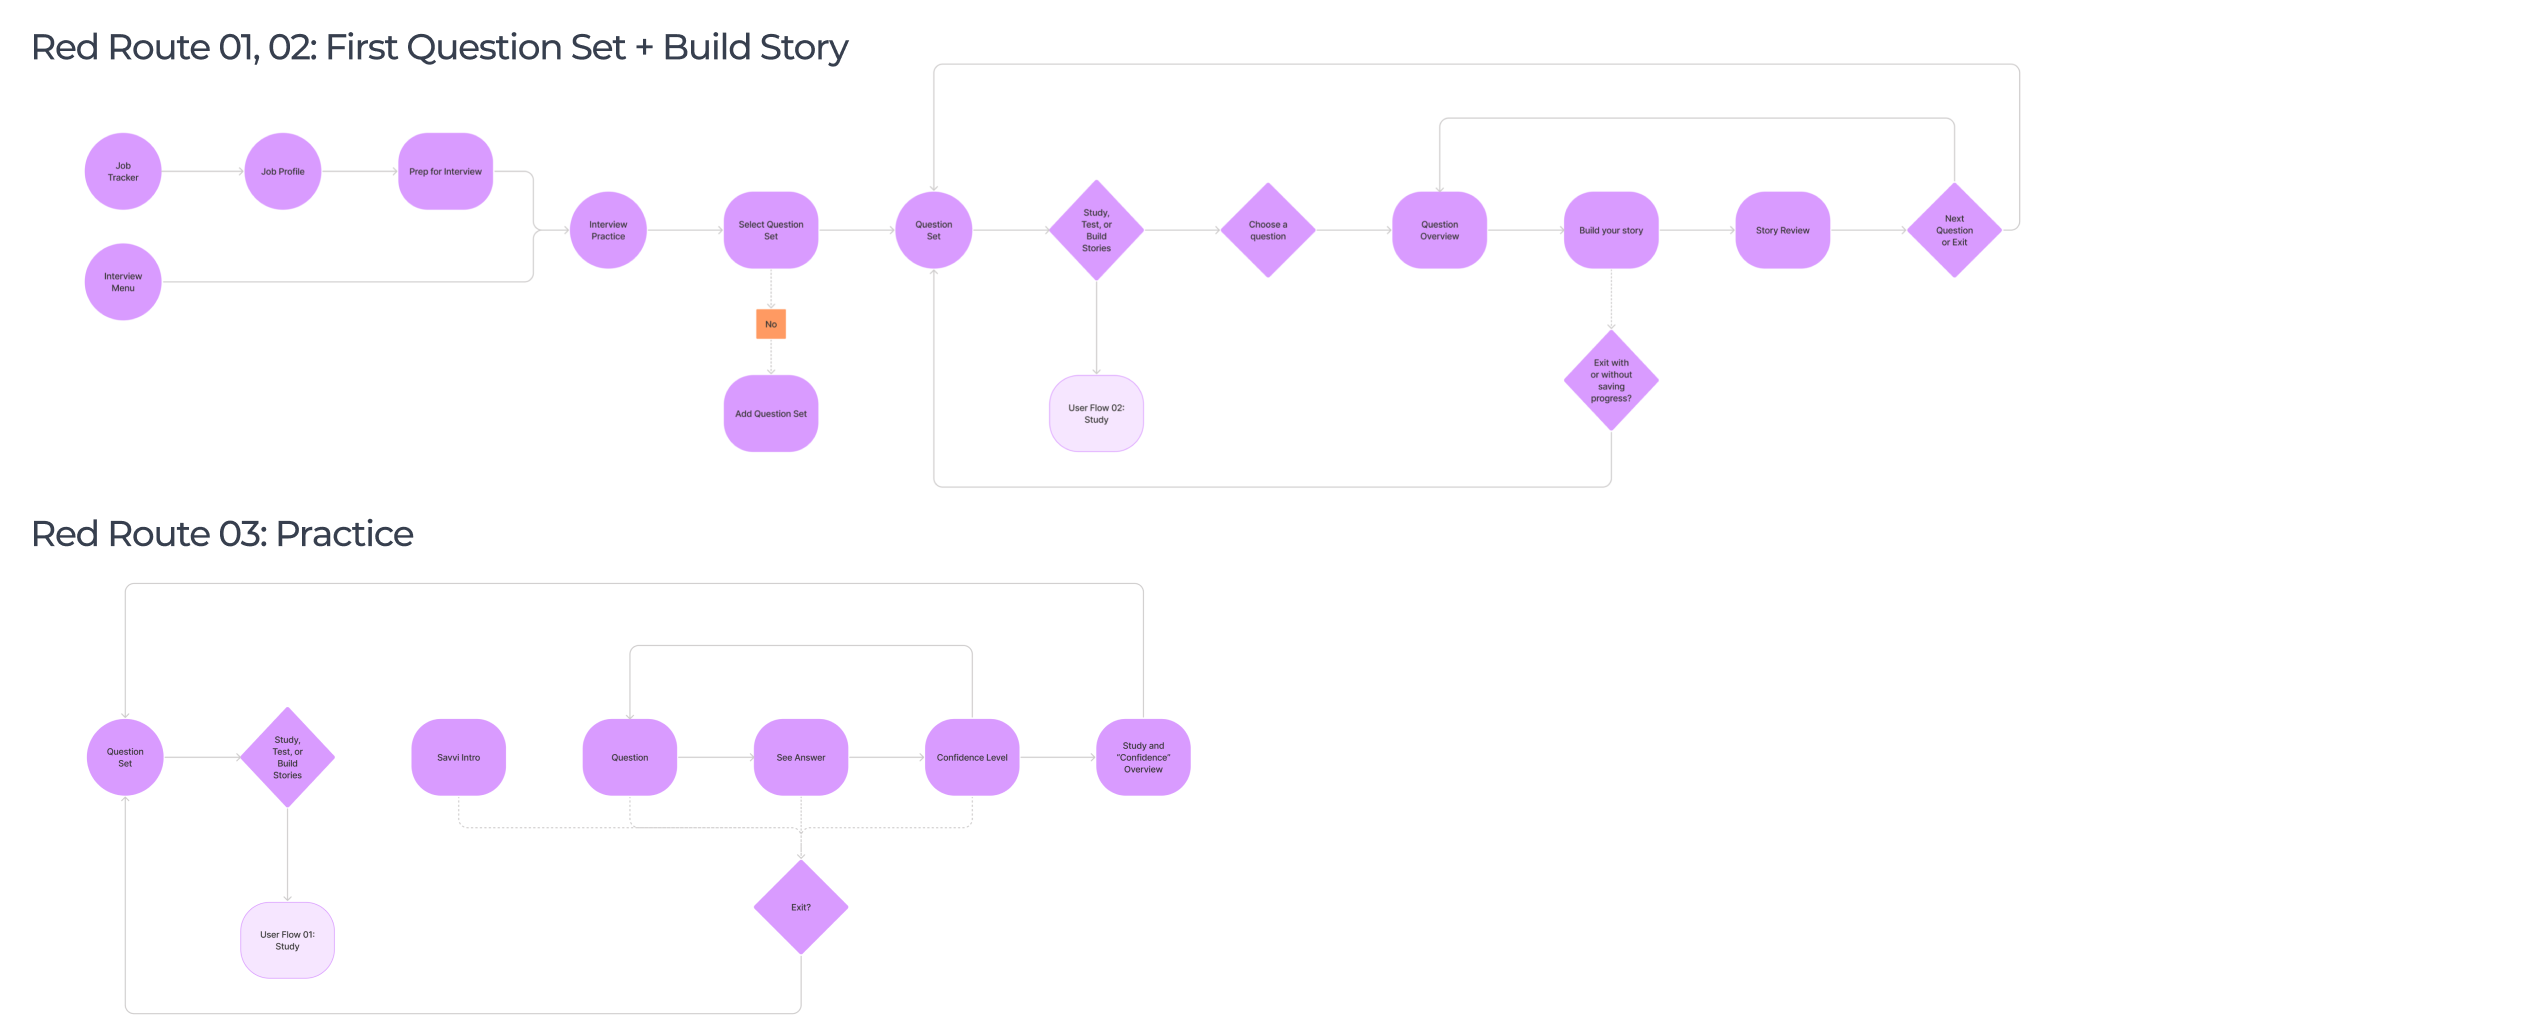 Red Route 01, 02: First Question Set + Build Story
Job
Tracker
Job Profile
Prep for Interview
Interview
Menu
Interview
Practice
Select Question
Set
No
Add Question Set
Question
Set
Study,
Test, or
Build
Stories
User Flow 02:
Study
Choose a
question
Question
Overview
Build your story
Exit with
or without
saving
progress?
Story Review
Next
Question
or Exit
Red Route 03: Practice
Question
Set
Study,
Test, or
Build
Stories
User Flow 01:
Study
Savvi Intro
Question
See Answer
Confidence Level
Study and
"Confidence"
Overview
Exit?